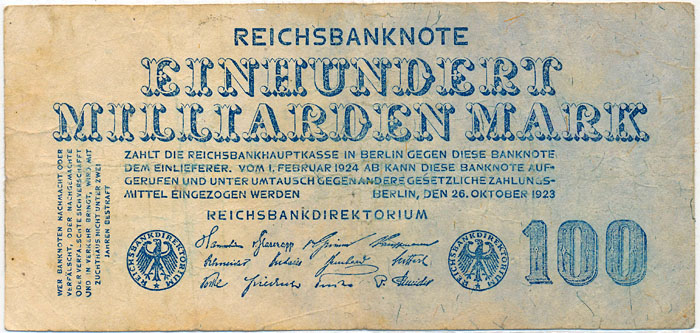 REICHSBANKNOTE
EINHUNDERT
MILLIARDEN MARK
ZAHLT DIE REICHSBANKHAUPTKASSE IN BERLIN GEGEN DIESE BANKNOTE
DEM EINLIEFERER. VOM 1. FEBRUAR 1924 AB KANN DIESE BANKNOTE AUF-
GERUFEN UND UNTER UMTAUSCH GEGEN ANDERE GESETZLICHE ZAHLUNGS-
MITTEL EINGEZOGEN WERDEN BERLIN, DEN 26. OKTOBER 1923
REICHSBANKDIREKTORIUM
WER BANKNOTEN NACHMACHT ODER
VERFÄLSCHT, ODER NACHGEMACHTE
ODER VERFÄLSCHTE SICH VERSCHAFFT
UND IN VERKEHR BRINGT, WIRD MIT
ZUCHTHAUS NICHT UNTER ZWEI
JAHREN BESTRAFT
REICHSBANKDIREKTORIUM
REICHSBANKDIREKTORIUM
100